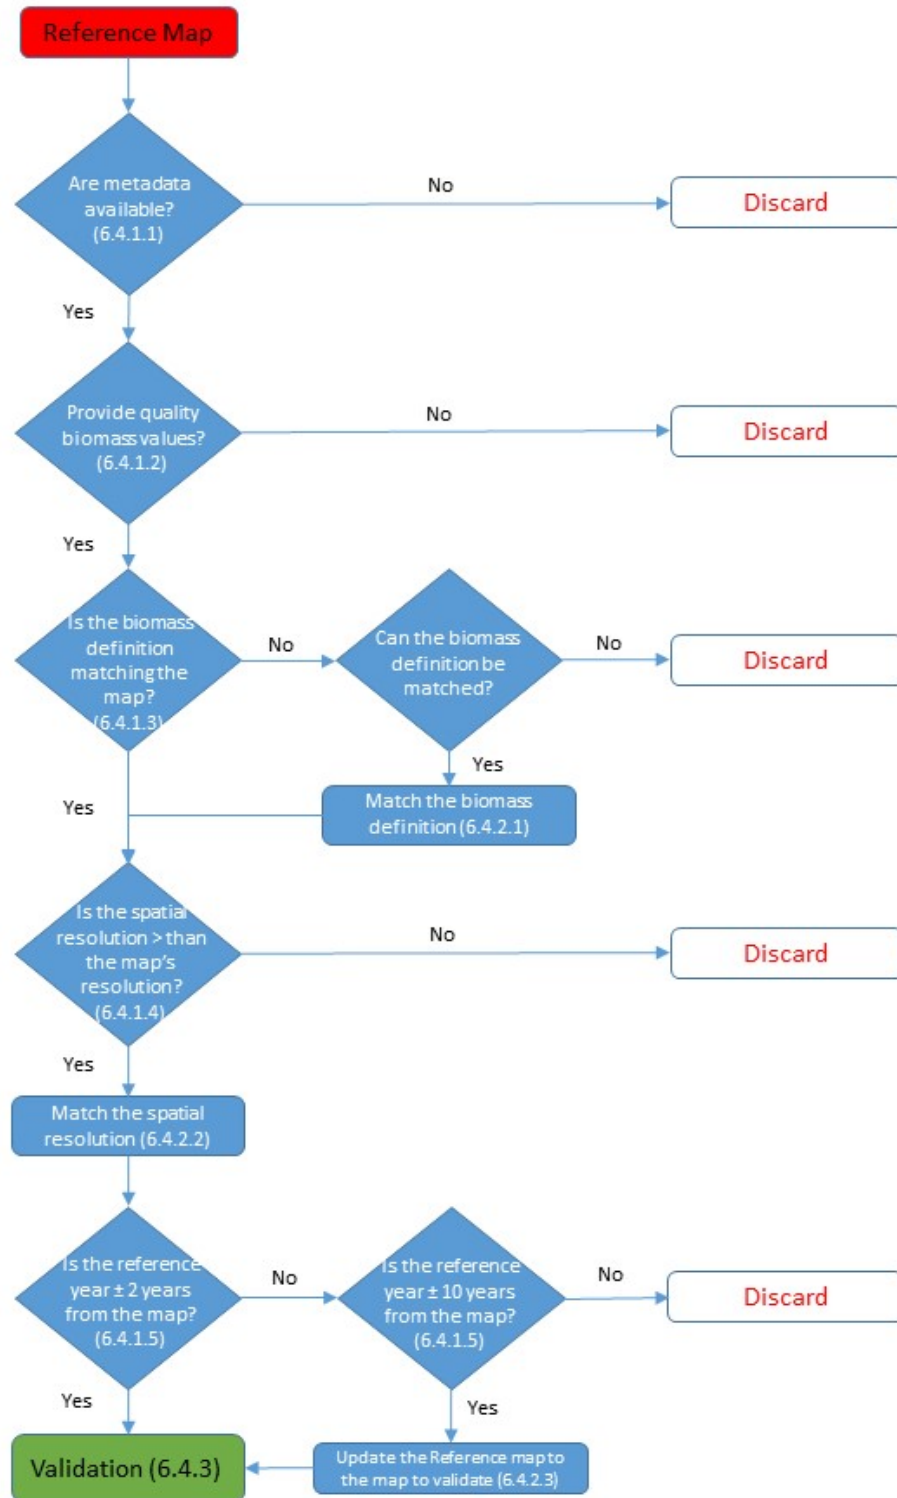 Reference Map
Are metadata
available?
(6.4.1.1)
No
Discard
Yes
Provide quality
biomass values?
(6.4.1.2)
No
Discard
Yes
Is the biomass
definition
matching the
map?
(6.4.1.3)
No
Can the biomass
definition be
matched?
No
Discard
Yes
Match the biomass
definition (6.4.2.1)
Yes
Is the spatial
resolution > than
the map's
resolution?
(6.4.1.4)
No
Discard
Yes
Match the spatial
resolution (6.4.2.2)
Is the reference
year ± 2 years
from the map?
(6.4.1.5)
No
Is the reference
year ± 10 years
from the map?
(6.4.1.5)
No
Discard
Yes
Yes
Update the Reference map to
the map to validate (6.4.2.3)
Validation (6.4.3)